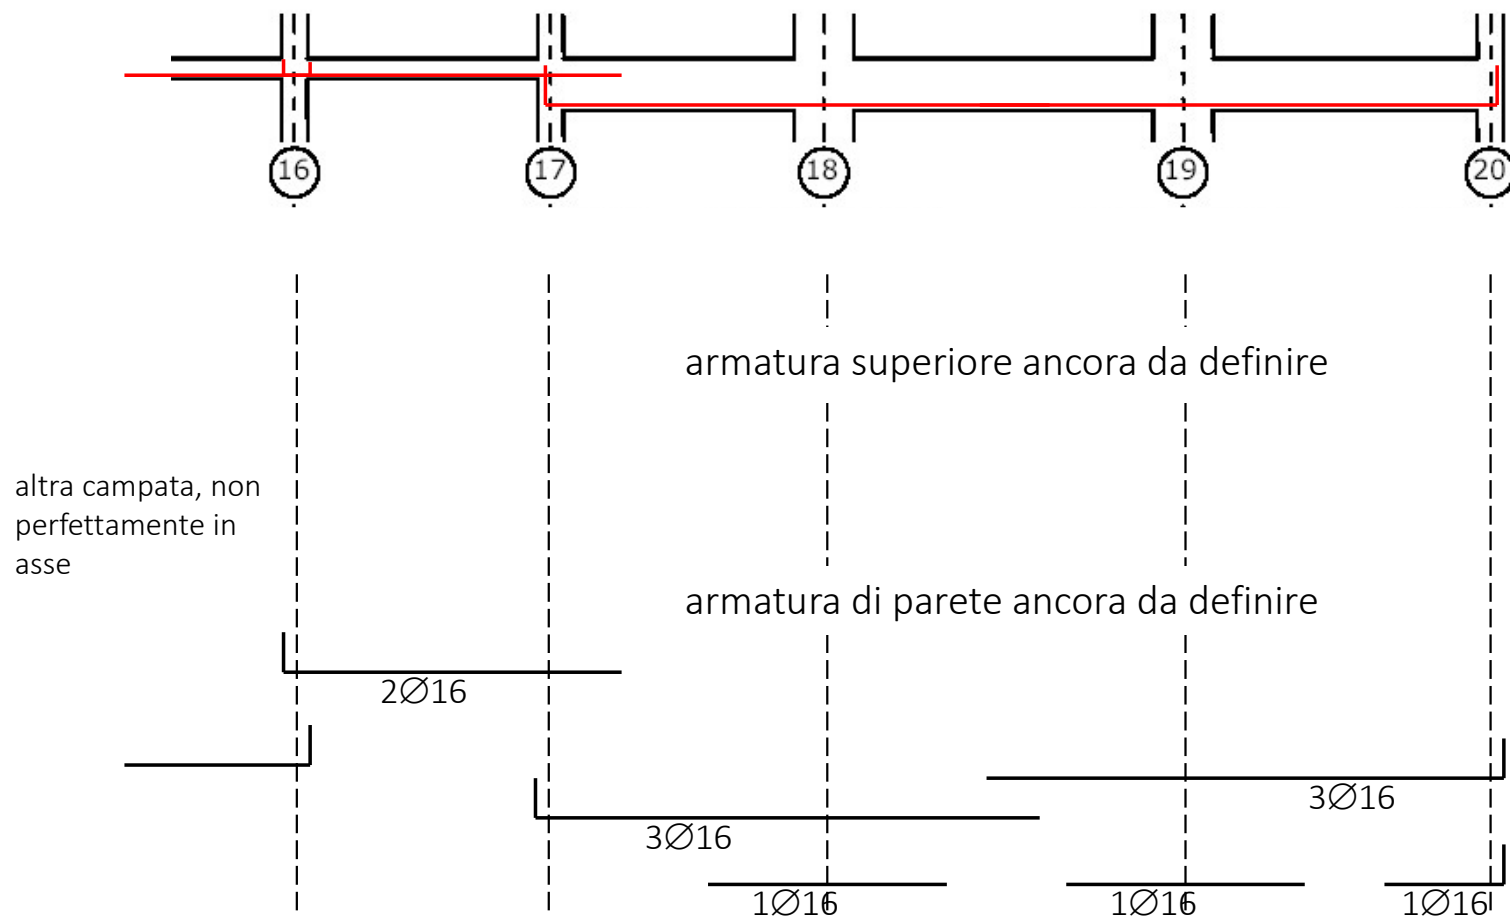 16 17 18 19 20
armatura superiore ancora da definire
altra campata, non
perfettamente in
asse
armatura di parete ancora da definire
2∅16
3∅16
3∅16
1∅16 1∅16 1∅16